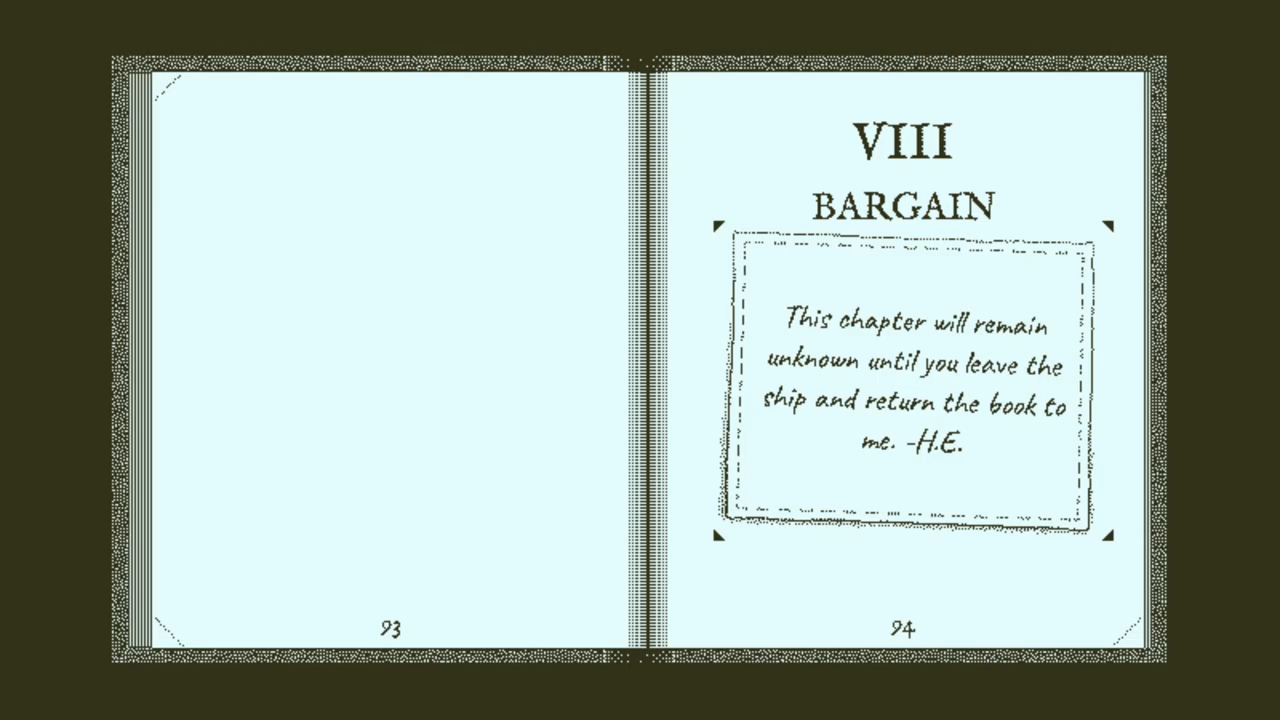 VIII
BARGAIN
This chapter will remain
unknown until you leave the
ship and return the book to
me. -H.E.
93
94